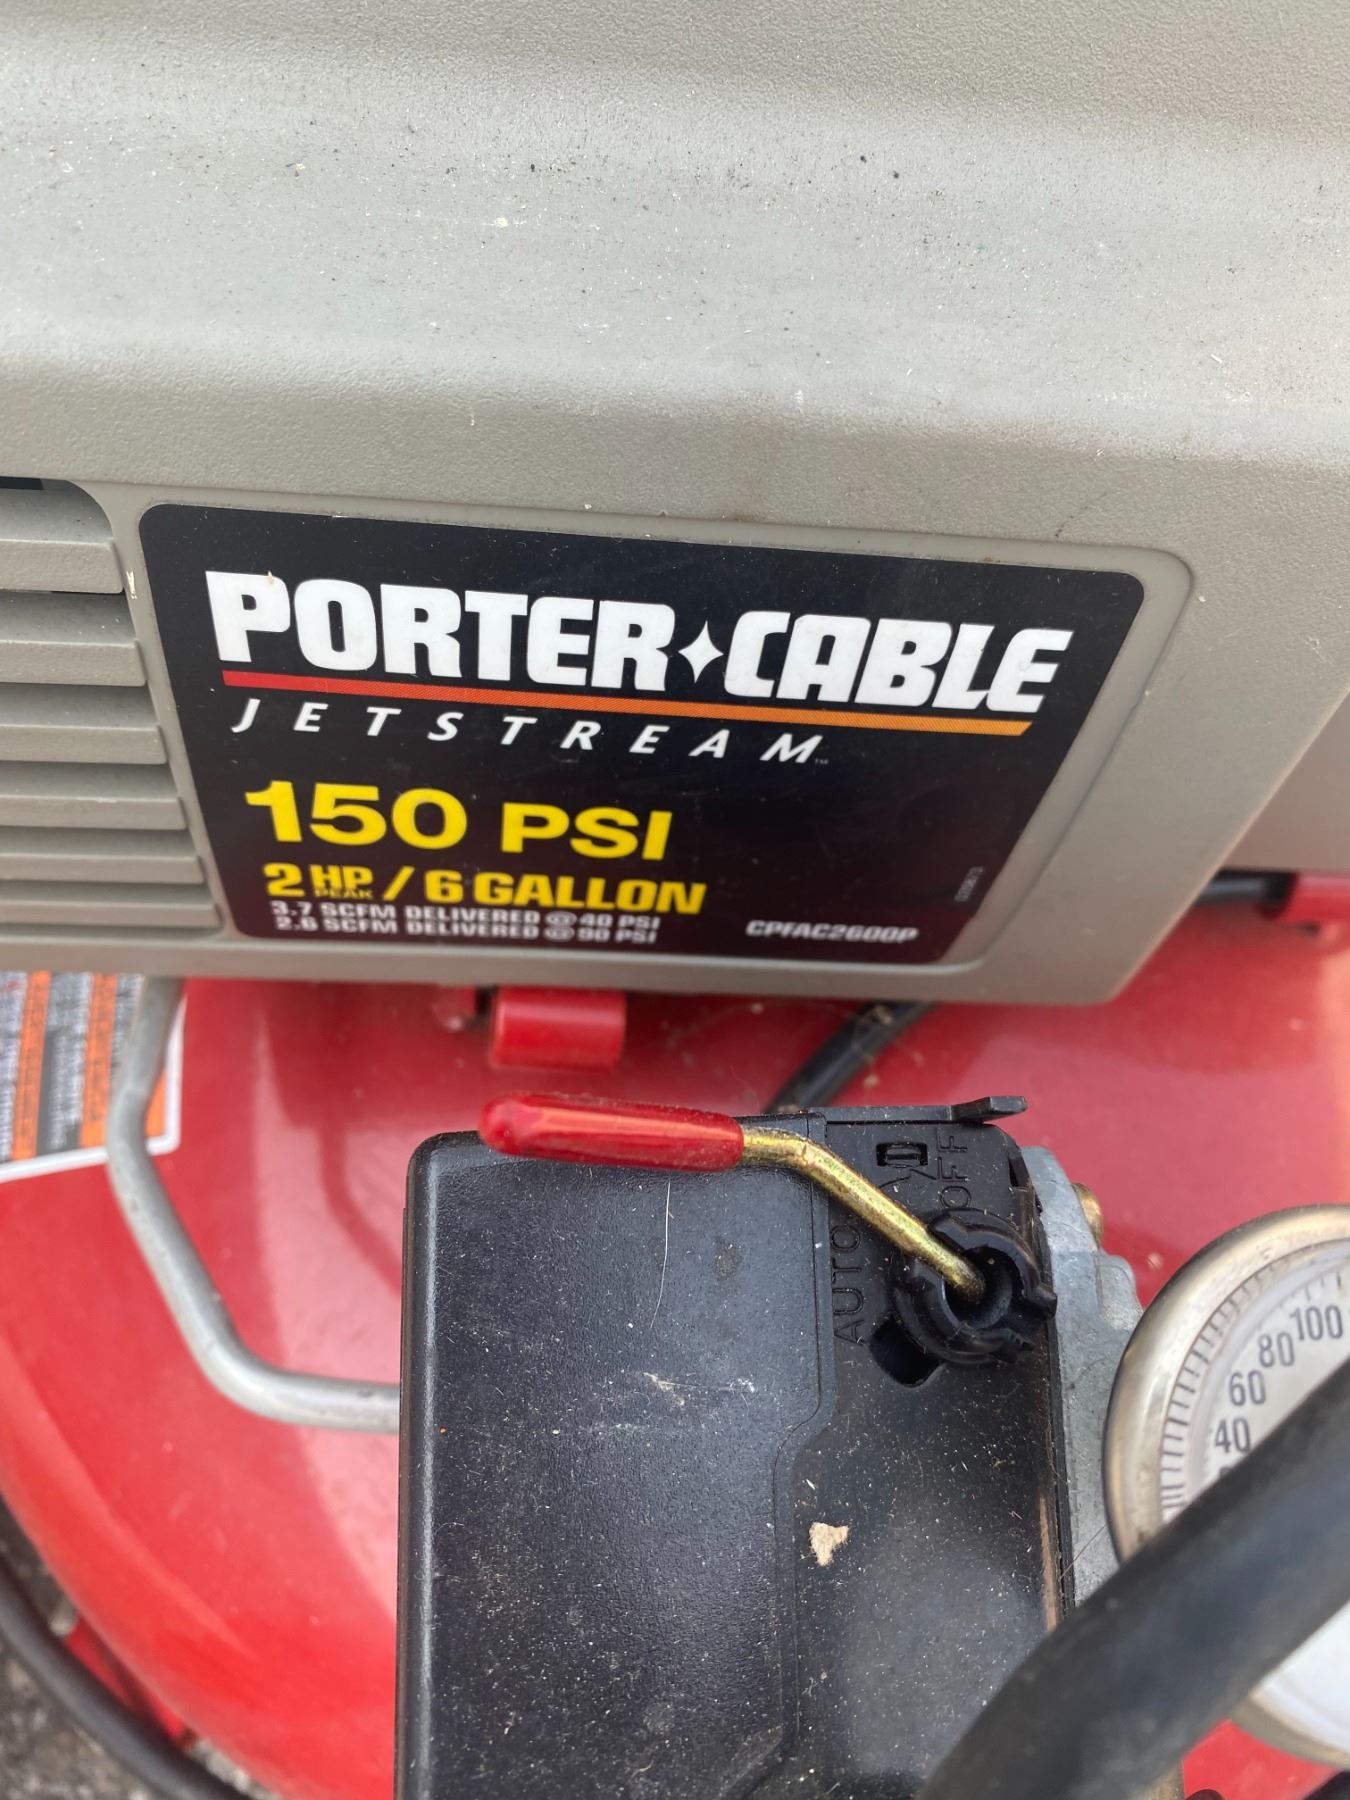 PORTER✦CABLE
JETSTREAM™
150 PSI
2 HP / 6 GALLON
PEAK
3.7 SCFM DELIVERED @ 40 PSI
2.6 SCFM DELIVERED @ 90 PSI
CPFAC2600P
OFF
AUTO
100
80
60
40